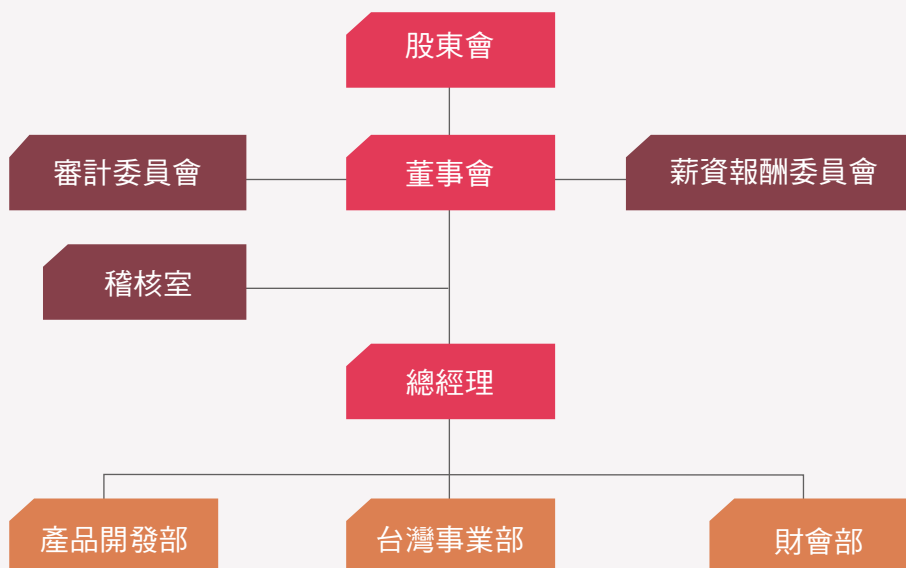 股東會
審計委員會
董事會
薪資報酬委員會
稽核室
總經理
產品開發部
台灣事業部
財會部